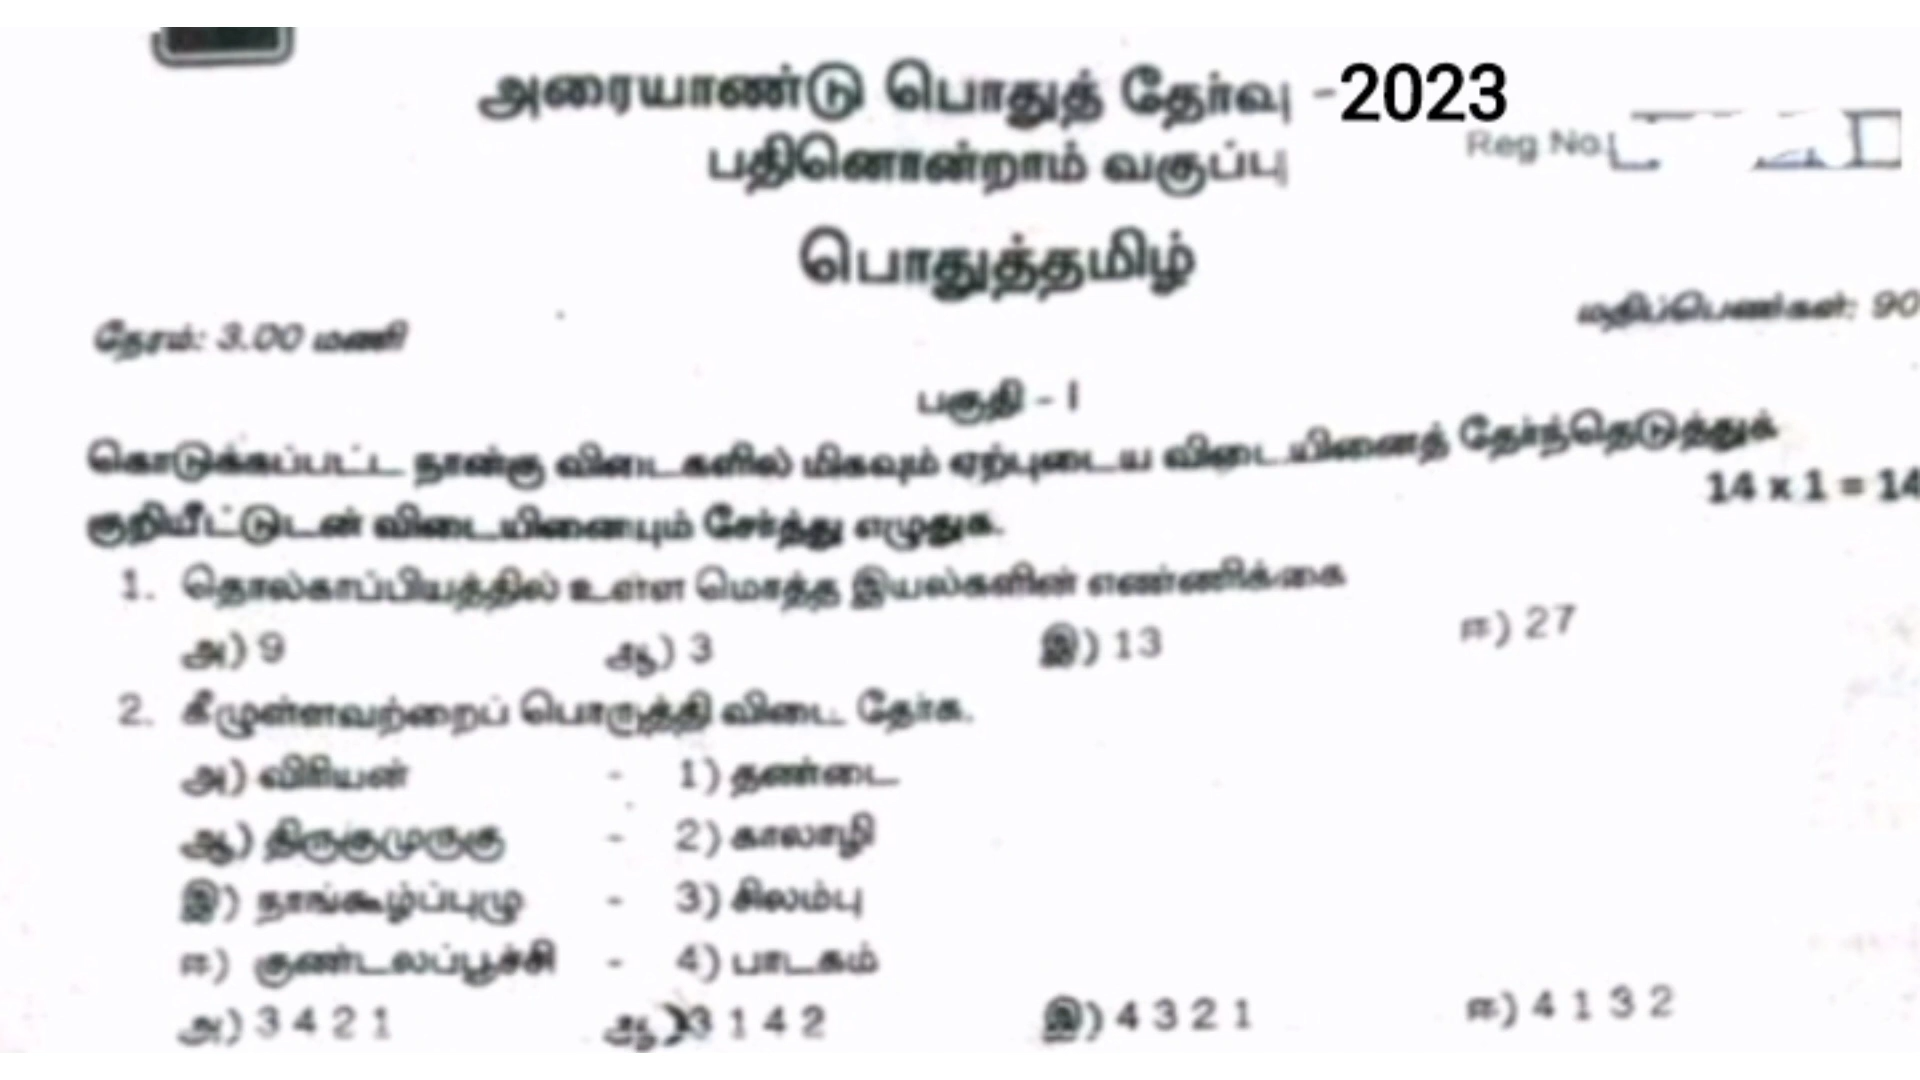 அரையாண்டு பொதுத் தேர்வு -2023
பதினொன்றாம் வகுப்பு
Reg No.
பொதுத்தமிழ்
நேரம்: 3.00 மணி
மதிப்பெண்கள்: 90
பகுதி - I
கொடுக்கப்பட்ட நான்கு விடைகளில் மிகவும் ஏற்புடைய விடையினைத் தேர்ந்தெடுத்துக்
குறியீட்டுடன் விடையினையும் சேர்த்து எழுதுக.
14 x 1 = 14
1. தொல்காப்பியத்தில் உள்ள மொத்த இயல்களின் எண்ணிக்கை
அ) 9 ஆ) 3 இ) 13 ஈ) 27
2. கீழுள்ளவற்றைப் பொருத்தி விடை தேர்க.
அ) விரியன் - 1) தண்டை
ஆ) திருகுமுருகு - 2) காலாழி
இ) நாங்கூழ்ப்புழு - 3) சிலம்பு
ஈ) குண்டலப்பூச்சி - 4) பாடகம்
அ) 3 4 2 1 ஆ) 3 1 4 2 இ) 4 3 2 1 ஈ) 4 1 3 2